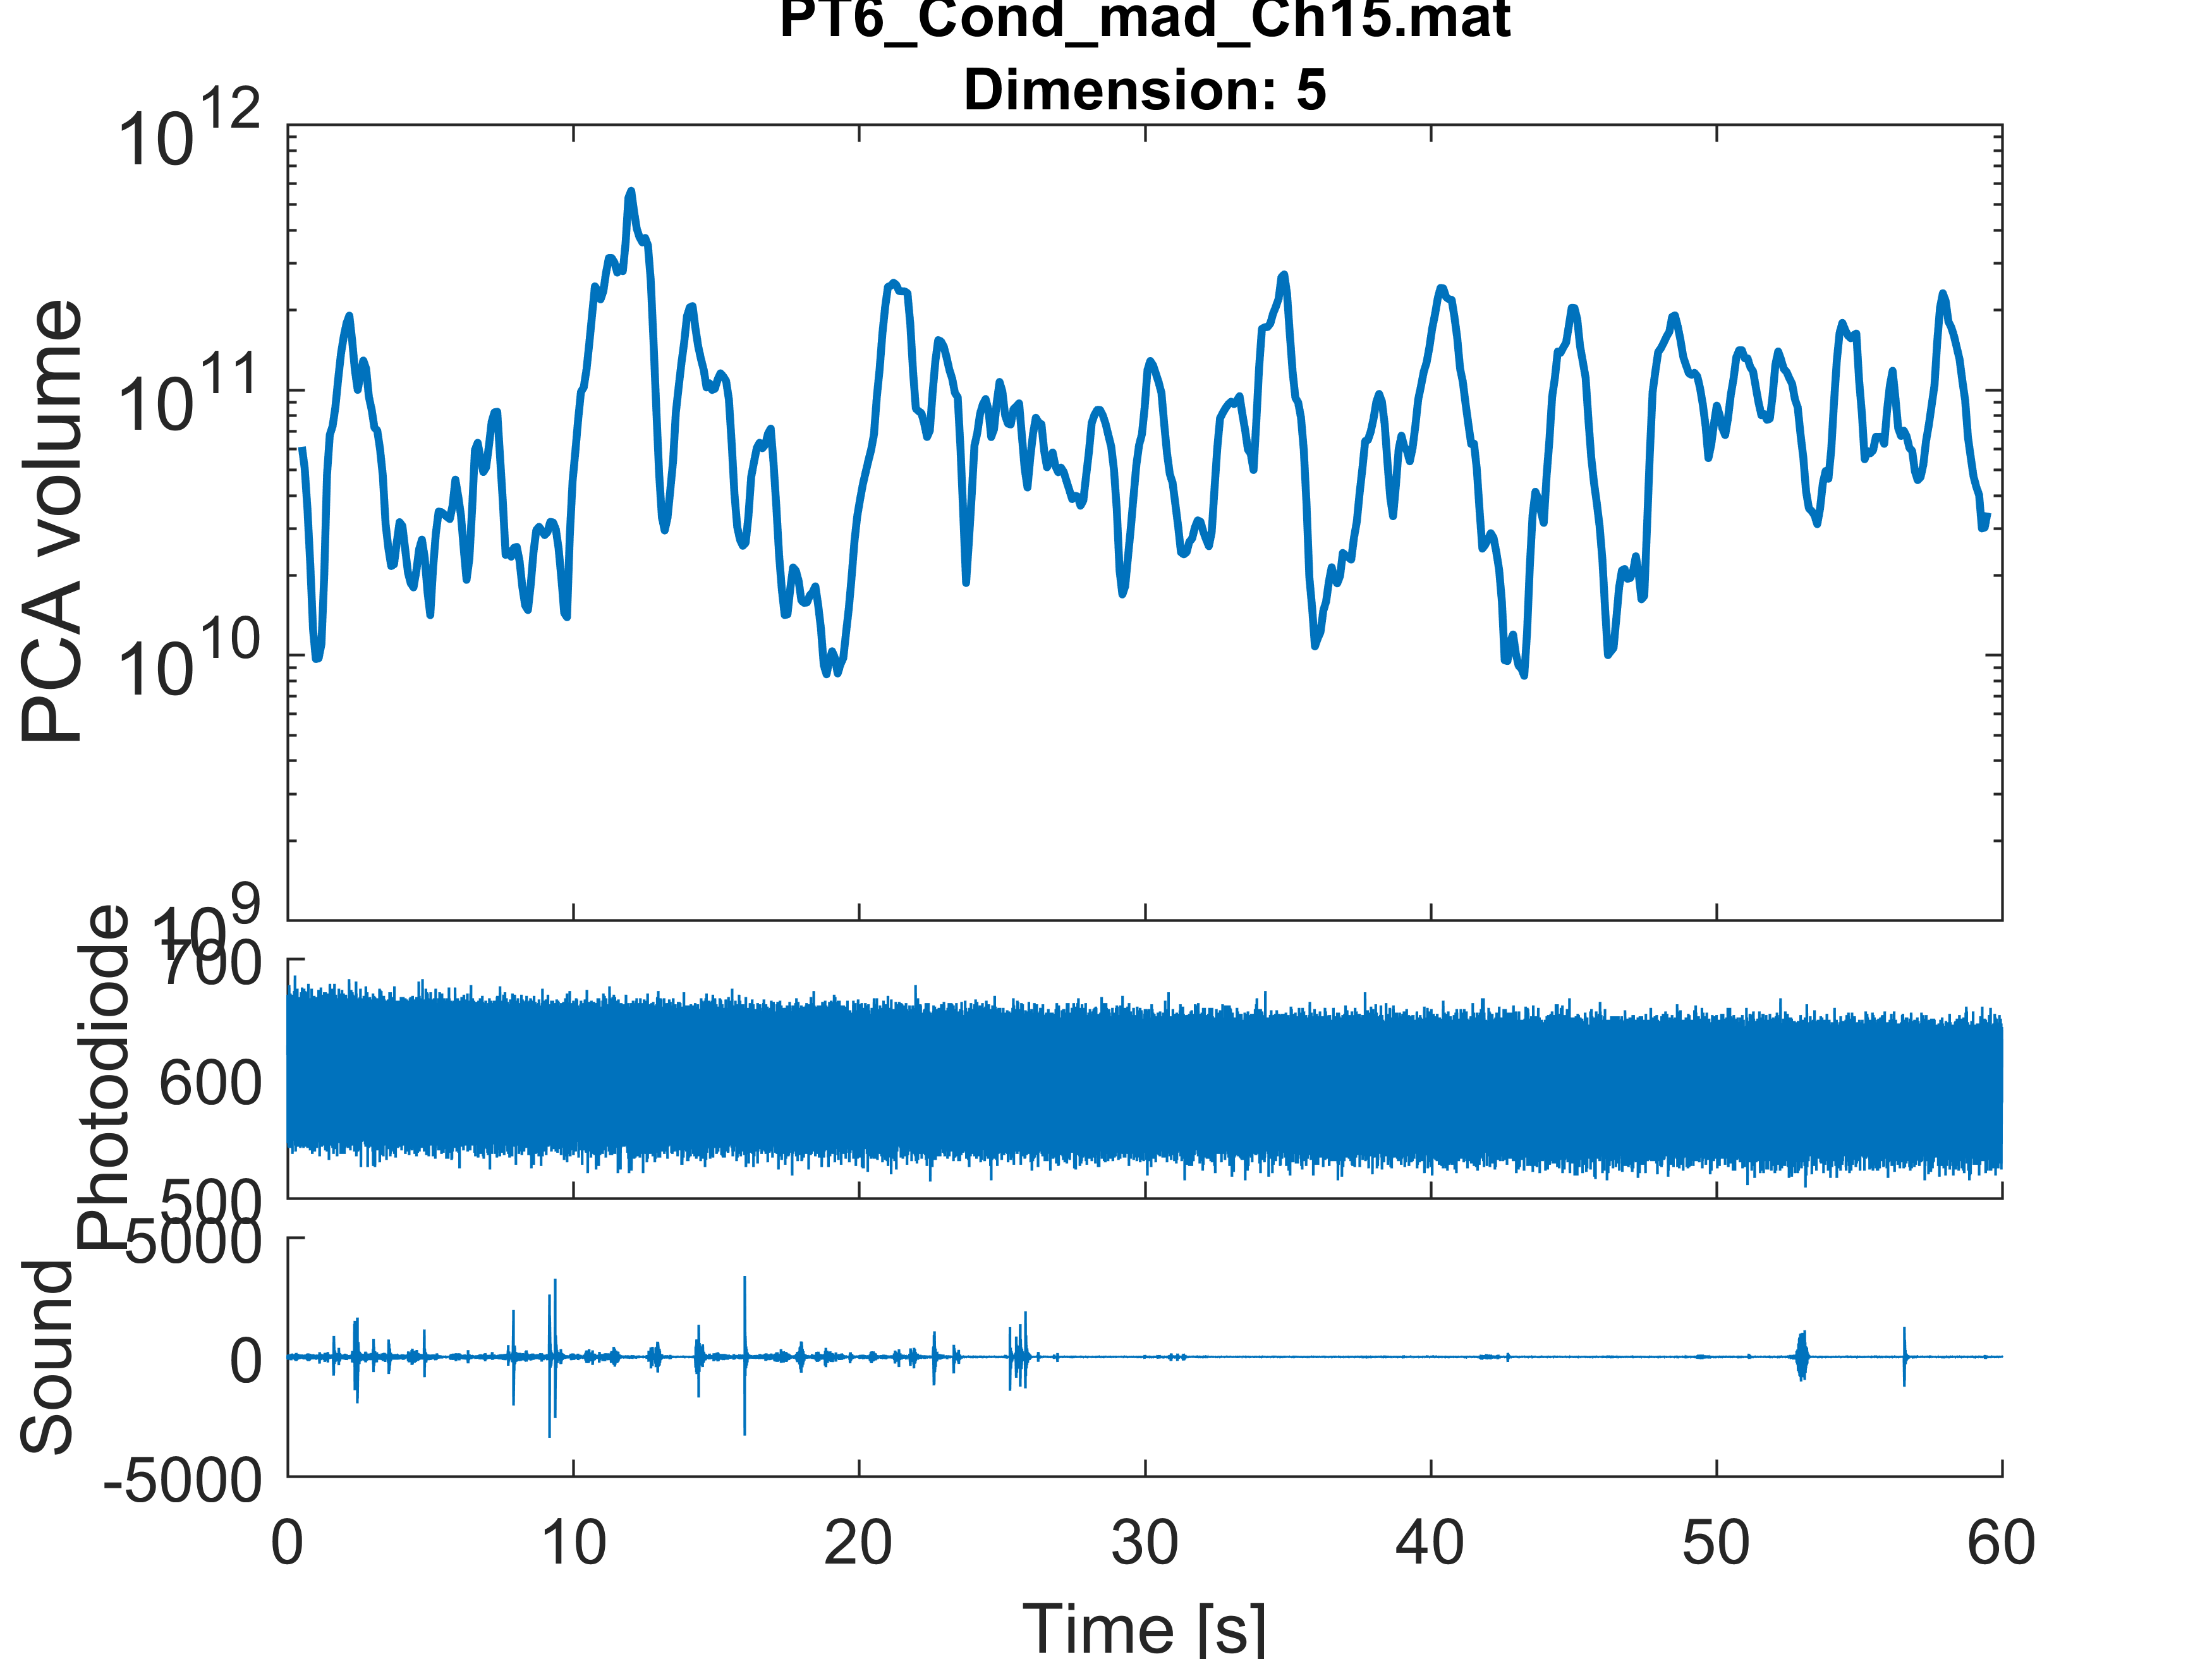 PT6_Cond_mad_Ch15.mat
Dimension: 5
PCA volume
10^12
10^11
10^10
10^9
Photodiode
700
600
500
Sound
5000
0
-5000
0 10 20 30 40 50 60
Time [s]